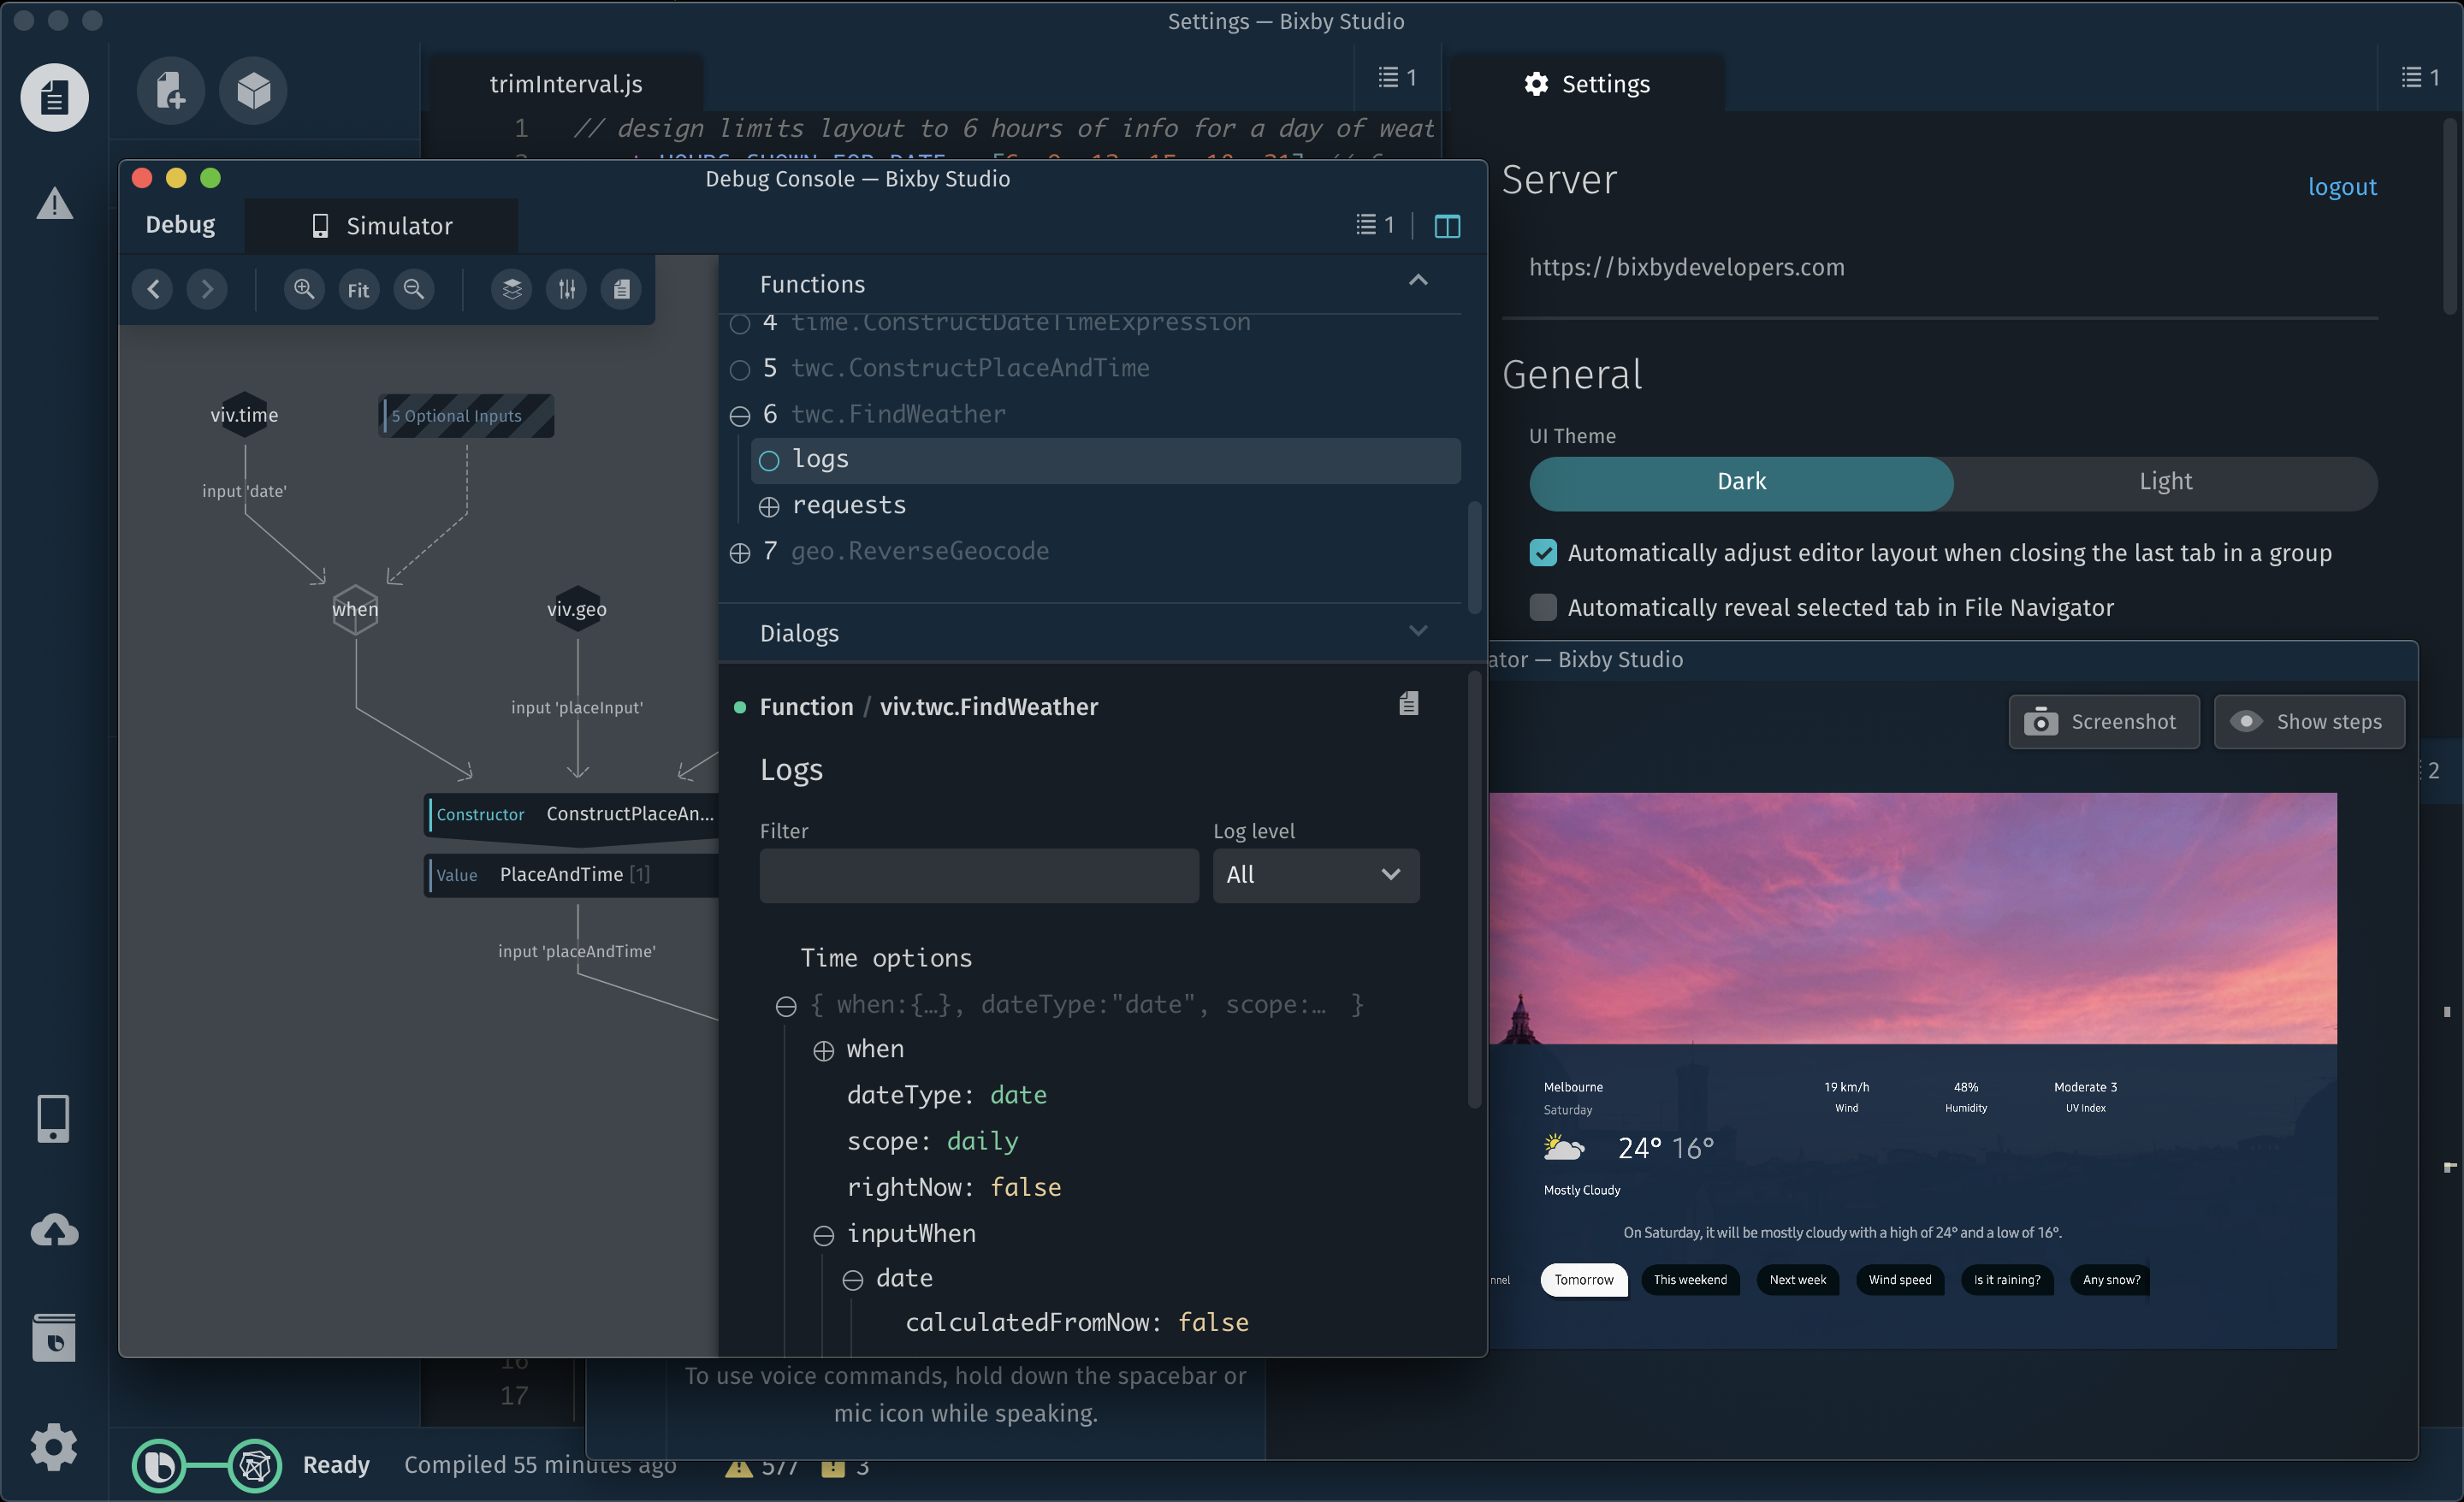 Settings — Bixby Studio
trimInterval.js
1
Settings
1
1 // design limits layout to 6 hours of info for a day of weat
Server
logout
https://bixbydevelopers.com
General
UI Theme
Dark
Light
Automatically adjust editor layout when closing the last tab in a group
Automatically reveal selected tab in File Navigator
Debug Console — Bixby Studio
Debug
Simulator
1
Fit
viv.time
5 Optional Inputs
input 'date'
when
viv.geo
input 'placeInput'
Constructor ConstructPlaceAn...
Value PlaceAndTime [1]
input 'placeAndTime'
Functions
4 time.ConstructDateTimeExpression
5 twc.ConstructPlaceAndTime
6 twc.FindWeather
logs
requests
7 geo.ReverseGeocode
Dialogs
Function / viv.twc.FindWeather
Logs
Filter
Log level
All
Time options
{ when:{…}, dateType:"date", scope:… }
when
dateType: date
scope: daily
rightNow: false
inputWhen
date
calculatedFromNow: false
ator — Bixby Studio
Screenshot
Show steps
2
Melbourne
Saturday
19 km/h
Wind
48%
Humidity
Moderate 3
UV Index
24° 16°
Mostly Cloudy
On Saturday, it will be mostly cloudy with a high of 24° and a low of 16°.
nnel
Tomorrow
This weekend
Next week
Wind speed
Is it raining?
Any snow?
16
17
To use voice commands, hold down the spacebar or
mic icon while speaking.
Ready
Compiled 55 minutes ago
577
3